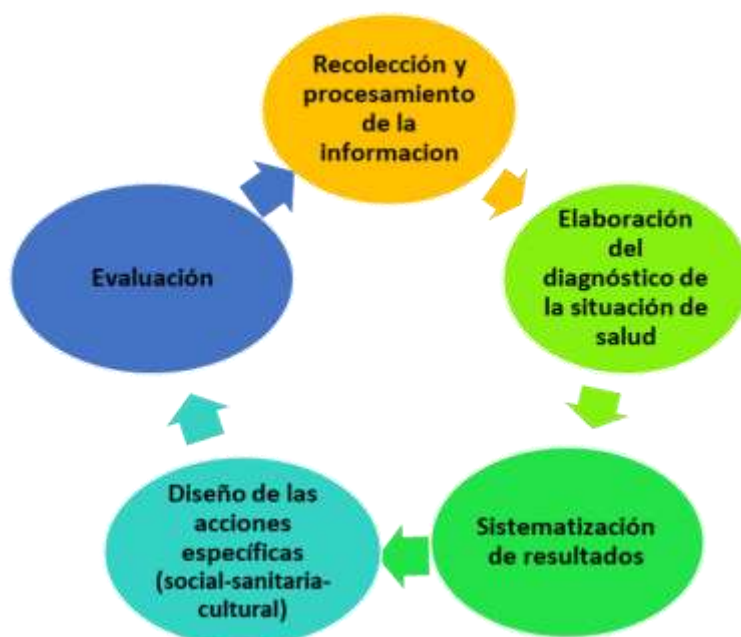 Recolección y
procesamiento
de la
informacion
Elaboración
del
diagnóstico de
la situación de
salud
Sistematización
de resultados
Diseño de las
acciones
específicas
(social-sanitaria-
cultural)
Evaluación